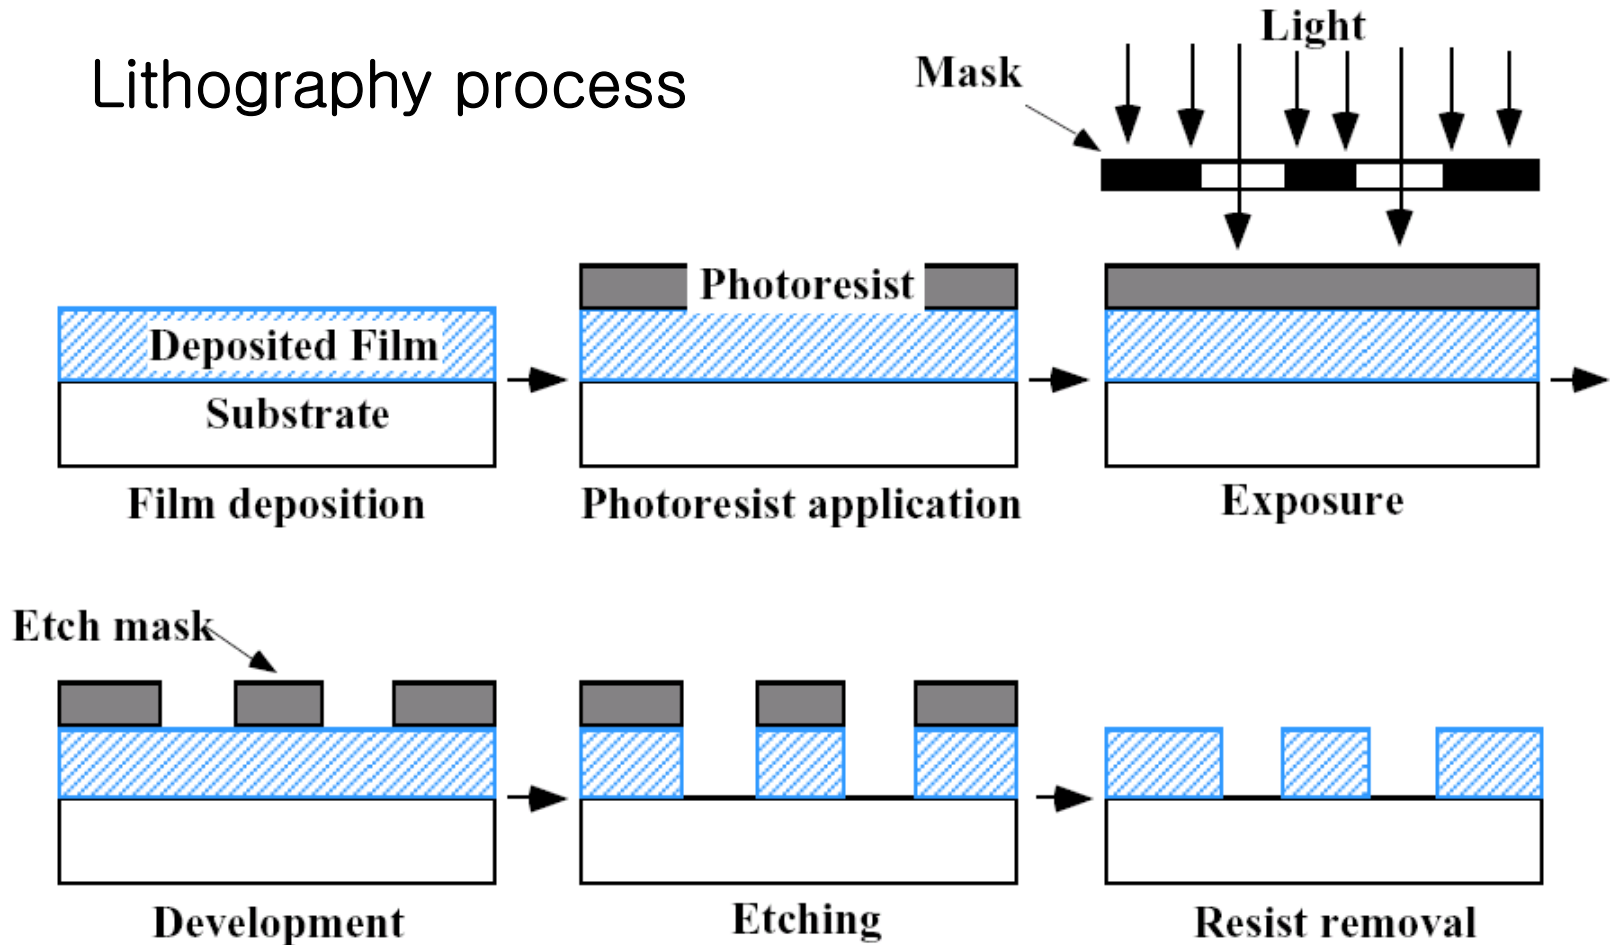 Lithography process
Light
Mask
Photoresist
Deposited Film
Substrate
Film deposition
Photoresist application
Exposure
Etch mask
Development
Etching
Resist removal